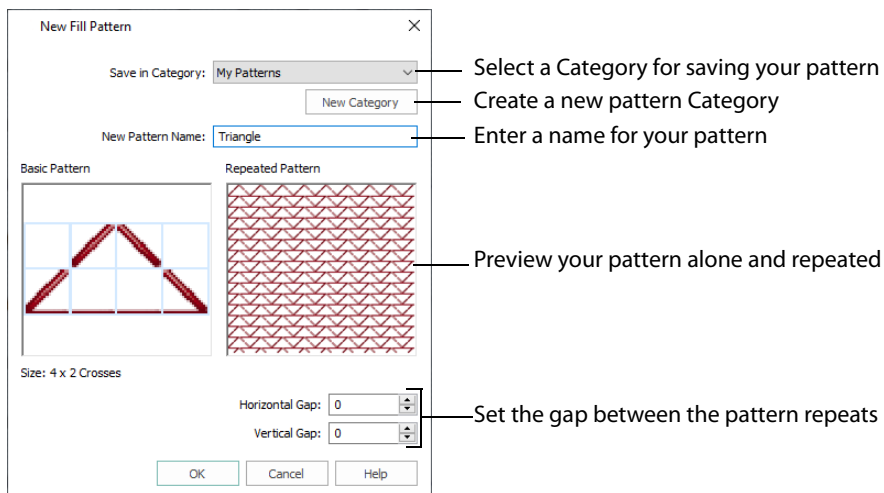 New Fill Pattern
Save in Category: My Patterns
Select a Category for saving your pattern
New Category
Create a new pattern Category
New Pattern Name: Triangle
Enter a name for your pattern
Basic Pattern
Repeated Pattern
Preview your pattern alone and repeated
Size: 4 x 2 Crosses
Horizontal Gap: 0
Set the gap between the pattern repeats
Vertical Gap: 0
OK
Cancel
Help